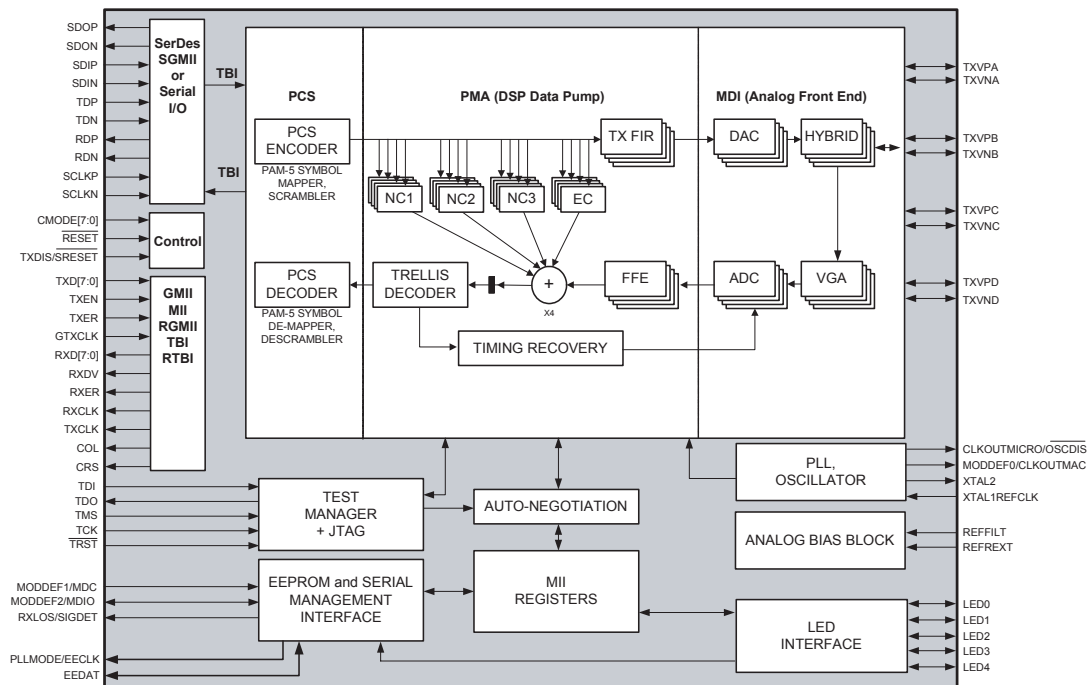 SDOP
SDON
SDIP
SDIN
TDP
TDN
RDP
RDN
SCLKP
SCLKN
CMODE[7:0]
RESET
TXDIS/SRESET
TXD[7:0]
TXEN
TXER
GTXCLK
RXD[7:0]
RXDV
RXER
RXCLK
TXCLK
COL
CRS
TDI
TDO
TMS
TCK
TRST
MODDEF1/MDC
MODDEF2/MDIO
RXLOS/SIGDET
PLLMODE/EECLK
EEDAT
SerDes
SGMII
or
Serial
I/O
TBI
TBI
Control
GMII
MII
RGMII
TBI
RTBI
PCS
PCS
ENCODER
PAM-5 SYMBOL
MAPPER,
SCRAMBLER
PCS
DECODER
PAM-5 SYMBOL
DE-MAPPER,
DESCRAMBLER
PMA (DSP Data Pump)
TX FIR
NC1
NC2
NC3
EC
TRELLIS
DECODER
+
X4
FFE
TIMING RECOVERY
MDI (Analog Front End)
DAC
HYBRID
ADC
VGA
TEST
MANAGER
+ JTAG
AUTO-NEGOTIATION
PLL,
OSCILLATOR
ANALOG BIAS BLOCK
EEPROM and SERIAL
MANAGEMENT
INTERFACE
MII
REGISTERS
LED
INTERFACE
TXVPA
TXVNA
TXVPB
TXVNB
TXVPC
TXVNC
TXVPD
TXVND
CLKOUTMICRO/OSCDIS
MODDEF0/CLKOUTMAC
XTAL2
XTAL1REFCLK
REFFILT
REFREXT
LED0
LED1
LED2
LED3
LED4